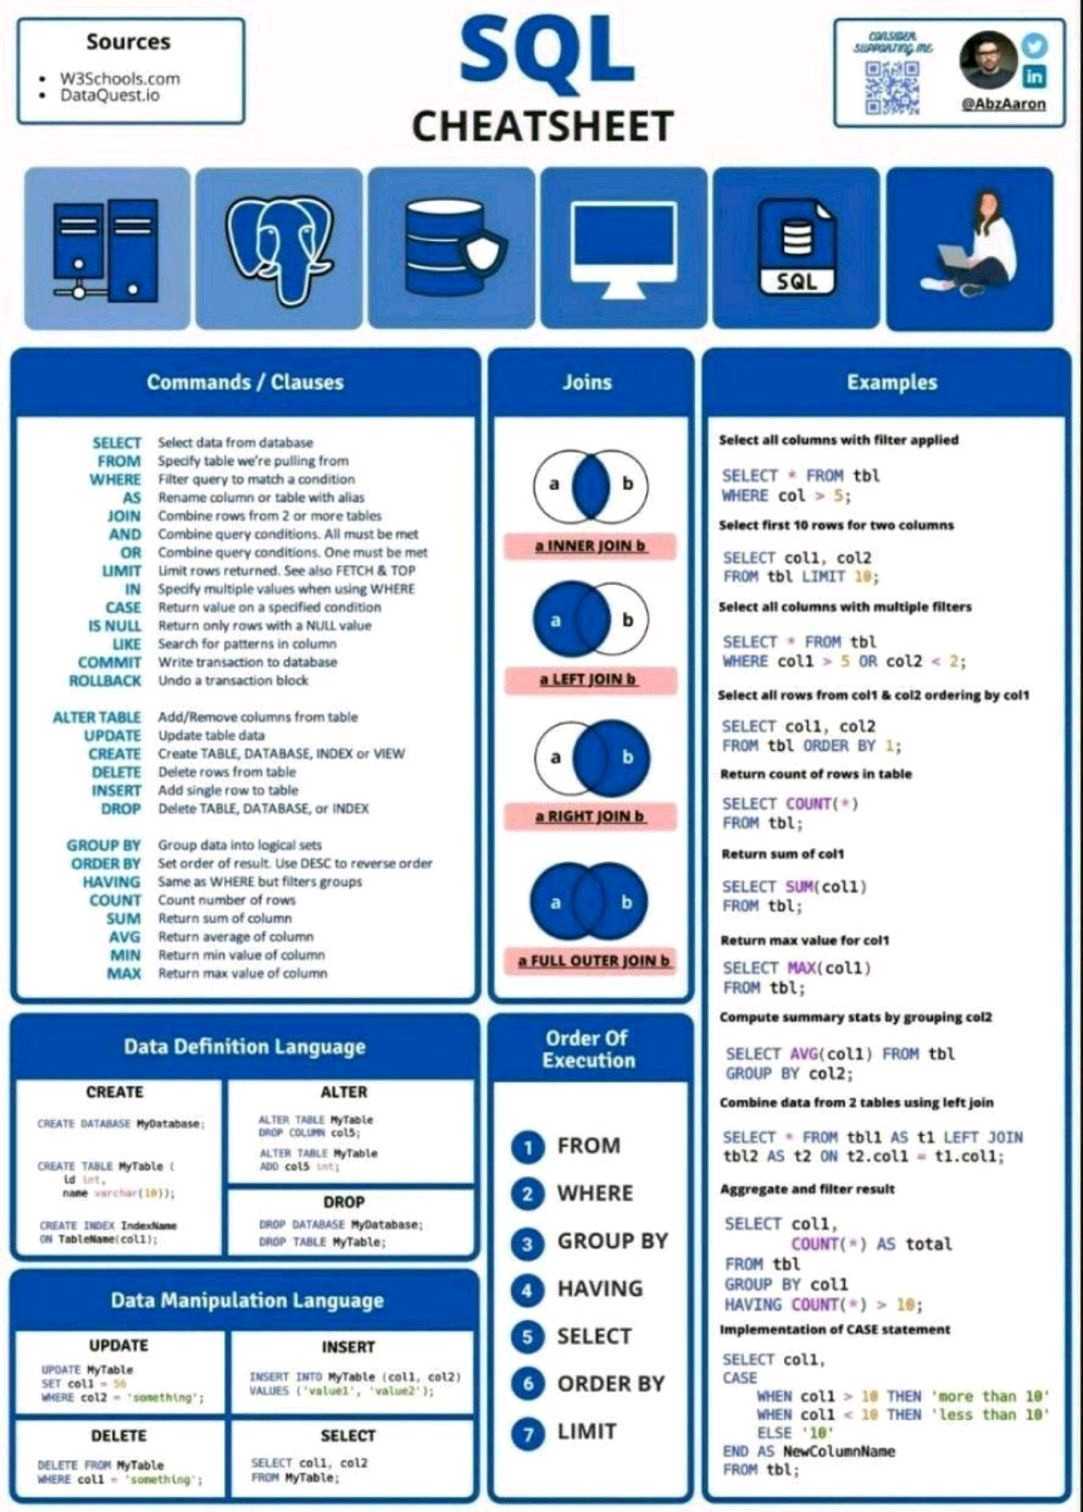 Sources
• W3Schools.com
• DataQuest.io
SQL
CHEATSHEET
CONSIDER
SUPPORTING ME
in
@AbzAaron
SQL
Commands / Clauses
SELECT Select data from database
FROM Specify table we're pulling from
WHERE Filter query to match a condition
AS Rename column or table with alias
JOIN Combine rows from 2 or more tables
AND Combine query conditions. All must be met
OR Combine query conditions. One must be met
LIMIT Limit rows returned. See also FETCH & TOP
IN Specify multiple values when using WHERE
CASE Return value on a specified condition
IS NULL Return only rows with a NULL value
LIKE Search for patterns in column
COMMIT Write transaction to database
ROLLBACK Undo a transaction block
ALTER TABLE Add/Remove columns from table
UPDATE Update table data
CREATE Create TABLE, DATABASE, INDEX or VIEW
DELETE Delete rows from table
INSERT Add single row to table
DROP Delete TABLE, DATABASE, or INDEX
GROUP BY Group data into logical sets
ORDER BY Set order of result. Use DESC to reverse order
HAVING Same as WHERE but filters groups
COUNT Count number of rows
SUM Return sum of column
AVG Return average of column
MIN Return min value of column
MAX Return max value of column
Joins
a b
a INNER JOIN b
a b
a LEFT JOIN b
a b
a RIGHT JOIN b
a b
a FULL OUTER JOIN b
Examples
Select all columns with filter applied
SELECT * FROM tbl
WHERE col > 5;
Select first 10 rows for two columns
SELECT col1, col2
FROM tbl LIMIT 10;
Select all columns with multiple filters
SELECT * FROM tbl
WHERE col1 > 5 OR col2 < 2;
Select all rows from col1 & col2 ordering by col1
SELECT col1, col2
FROM tbl ORDER BY 1;
Return count of rows in table
SELECT COUNT(*)
FROM tbl;
Return sum of col1
SELECT SUM(col1)
FROM tbl;
Return max value for col1
SELECT MAX(col1)
FROM tbl;
Compute summary stats by grouping col2
SELECT AVG(col1) FROM tbl
GROUP BY col2;
Combine data from 2 tables using left join
SELECT * FROM tbl1 AS t1 LEFT JOIN
tbl2 AS t2 ON t2.col1 = t1.col1;
Aggregate and filter result
SELECT col1,
COUNT(*) AS total
FROM tbl
GROUP BY col1
HAVING COUNT(*) > 10;
Implementation of CASE statement
SELECT col1,
CASE
WHEN col1 > 10 THEN 'more than 10'
WHEN col1 < 10 THEN 'less than 10'
ELSE '10'
END AS NewColumnName
FROM tbl;
Data Definition Language
CREATE
CREATE DATABASE MyDatabase;
CREATE TABLE MyTable (
id int,
name varchar(10));
CREATE INDEX IndexName
ON TableName(col1);
ALTER
ALTER TABLE MyTable
DROP COLUMN col5;
ALTER TABLE MyTable
ADD col5 int;
DROP
DROP DATABASE MyDatabase;
DROP TABLE MyTable;
Data Manipulation Language
UPDATE
UPDATE MyTable
SET col1 = 56
WHERE col2 = 'something';
INSERT
INSERT INTO MyTable (col1, col2)
VALUES ('value1', 'value2');
DELETE
DELETE FROM MyTable
WHERE col1 = 'something';
SELECT
SELECT col1, col2
FROM MyTable;
Order Of
Execution
1 FROM
2 WHERE
3 GROUP BY
4 HAVING
5 SELECT
6 ORDER BY
7 LIMIT